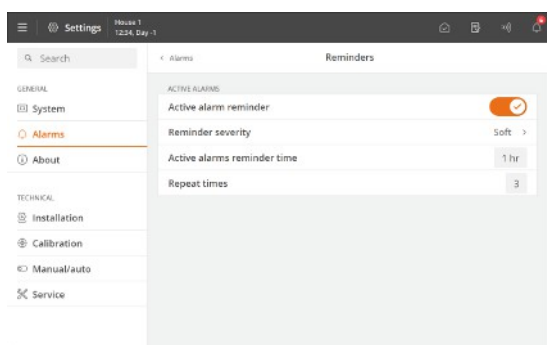 Settings
House 1
12:34, Day -1
Search
< Alarms
Reminders
GENERAL
System
Alarms
About
TECHNICAL
Installation
Calibration
Manual/auto
Service
ACTIVE ALARMS
Active alarm reminder
Reminder severity
Soft >
Active alarms reminder time
1 hr
Repeat times
3